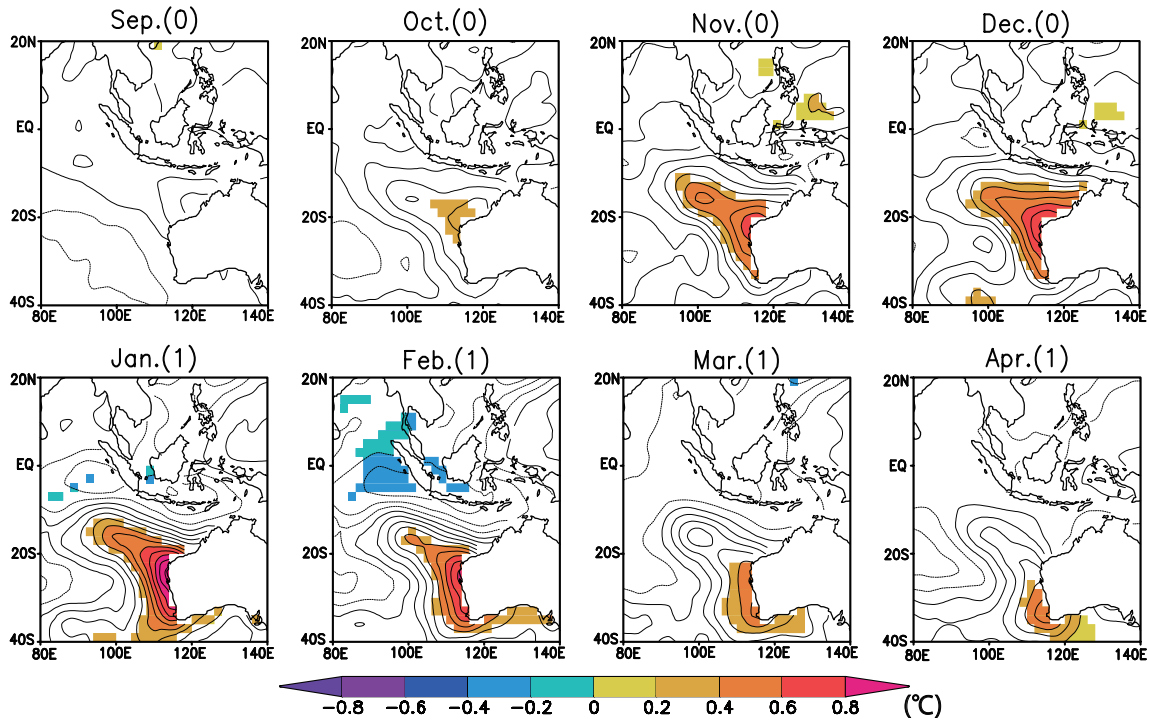 Sep.(0) Oct.(0) Nov.(0) Dec.(0)
20N 20N 20N 20N
EQ EQ EQ EQ
20S 20S 20S 20S
40S 40S 40S 40S
80E 100E 120E 140E 80E 100E 120E 140E 80E 100E 120E 140E 80E 100E 120E 140E
Jan.(1) Feb.(1) Mar.(1) Apr.(1)
20N 20N 20N 20N
EQ EQ EQ EQ
20S 20S 20S 20S
40S 40S 40S 40S
80E 100E 120E 140E 80E 100E 120E 140E 80E 100E 120E 140E 80E 100E 120E 140E
-0.8 -0.6 -0.4 -0.2 0 0.2 0.4 0.6 0.8 (℃)